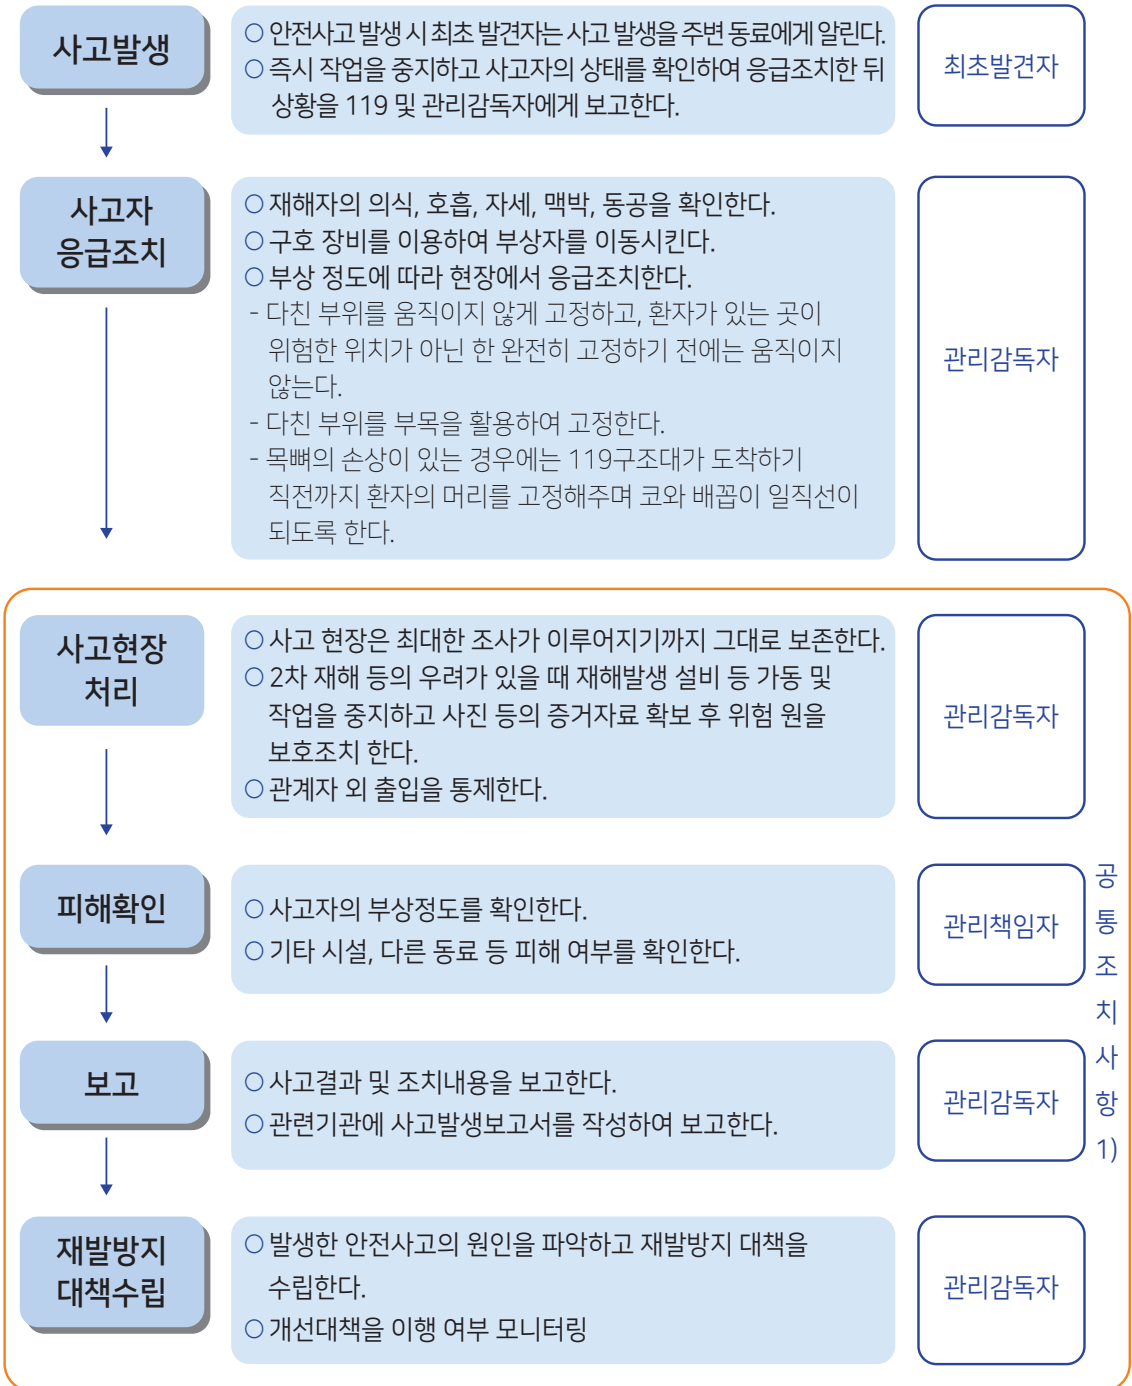 사고발생
○ 안전사고 발생 시 최초 발견자는 사고 발생을 주변 동료에게 알린다.
○ 즉시 작업을 중지하고 사고자의 상태를 확인하여 응급조치한 뒤
상황을 119 및 관리감독자에게 보고한다.
최초발견자
사고자
응급조치
○ 재해자의 의식, 호흡, 자세, 맥박, 동공을 확인한다.
○ 구호 장비를 이용하여 부상자를 이동시킨다.
○ 부상 정도에 따라 현장에서 응급조치한다.
- 다친 부위를 움직이지 않게 고정하고, 환자가 있는 곳이
위험한 위치가 아닌 한 완전히 고정하기 전에는 움직이지
않는다.
- 다친 부위를 부목을 활용하여 고정한다.
- 목뼈의 손상이 있는 경우에는 119구조대가 도착하기
직전까지 환자의 머리를 고정해주며 코와 배꼽이 일직선이
되도록 한다.
관리감독자
사고현장
처리
○ 사고 현장은 최대한 조사가 이루어지기까지 그대로 보존한다.
○ 2차 재해 등의 우려가 있을 때 재해발생 설비 등 가동 및
작업을 중지하고 사진 등의 증거자료 확보 후 위험 원을
보호조치 한다.
○ 관계자 외 출입을 통제한다.
관리감독자
피해확인
○ 사고자의 부상정도를 확인한다.
○ 기타 시설, 다른 동료 등 피해 여부를 확인한다.
관리책임자
보고
○ 사고결과 및 조치내용을 보고한다.
○ 관련기관에 사고발생보고서를 작성하여 보고한다.
관리감독자
재발방지
대책수립
○ 발생한 안전사고의 원인을 파악하고 재발방지 대책을
수립한다.
○ 개선대책을 이행 여부 모니터링
관리감독자
공통조치사항1)